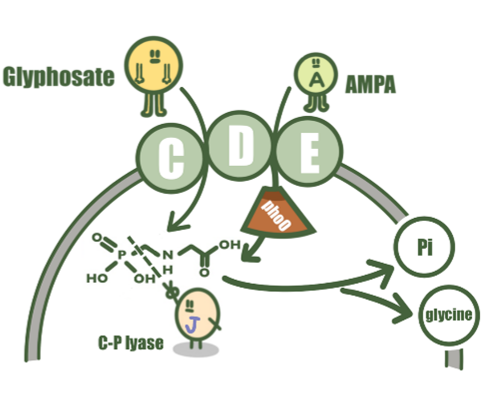 Glyphosate
A
AMPA
C
D
E
phoO
O
P
HO
OH
N
H
O
OH
Pi
J
glycine
C-P lyase